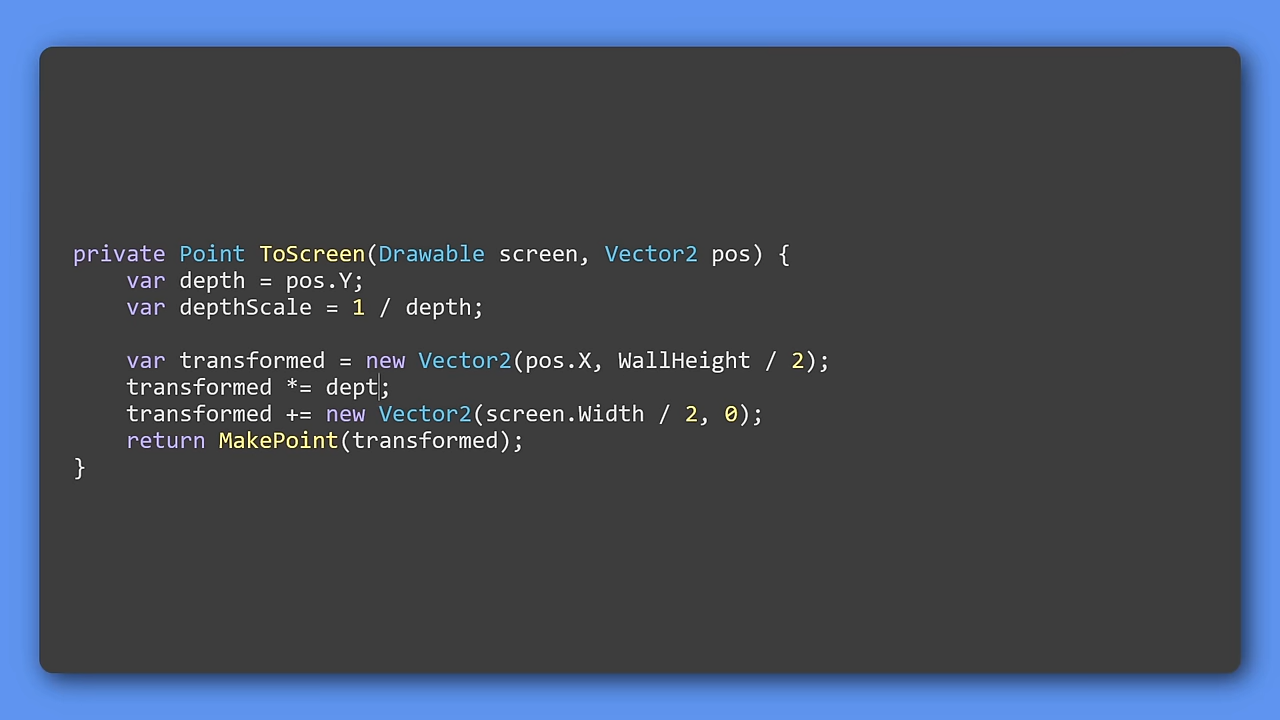 private Point ToScreen(Drawable screen, Vector2 pos) {
    var depth = pos.Y;
    var depthScale = 1 / depth;
    var transformed = new Vector2(pos.X, WallHeight / 2);
    transformed *= dept;
    transformed += new Vector2(screen.Width / 2, 0);
    return MakePoint(transformed);
}